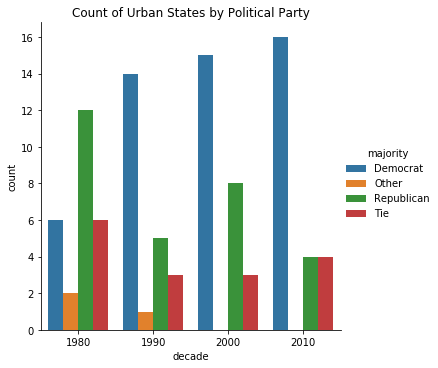 Count of Urban States by Political Party
16
14
12
10
8
6
4
2
0
count
1980
1990
2000
2010
decade
majority
Democrat
Other
Republican
Tie